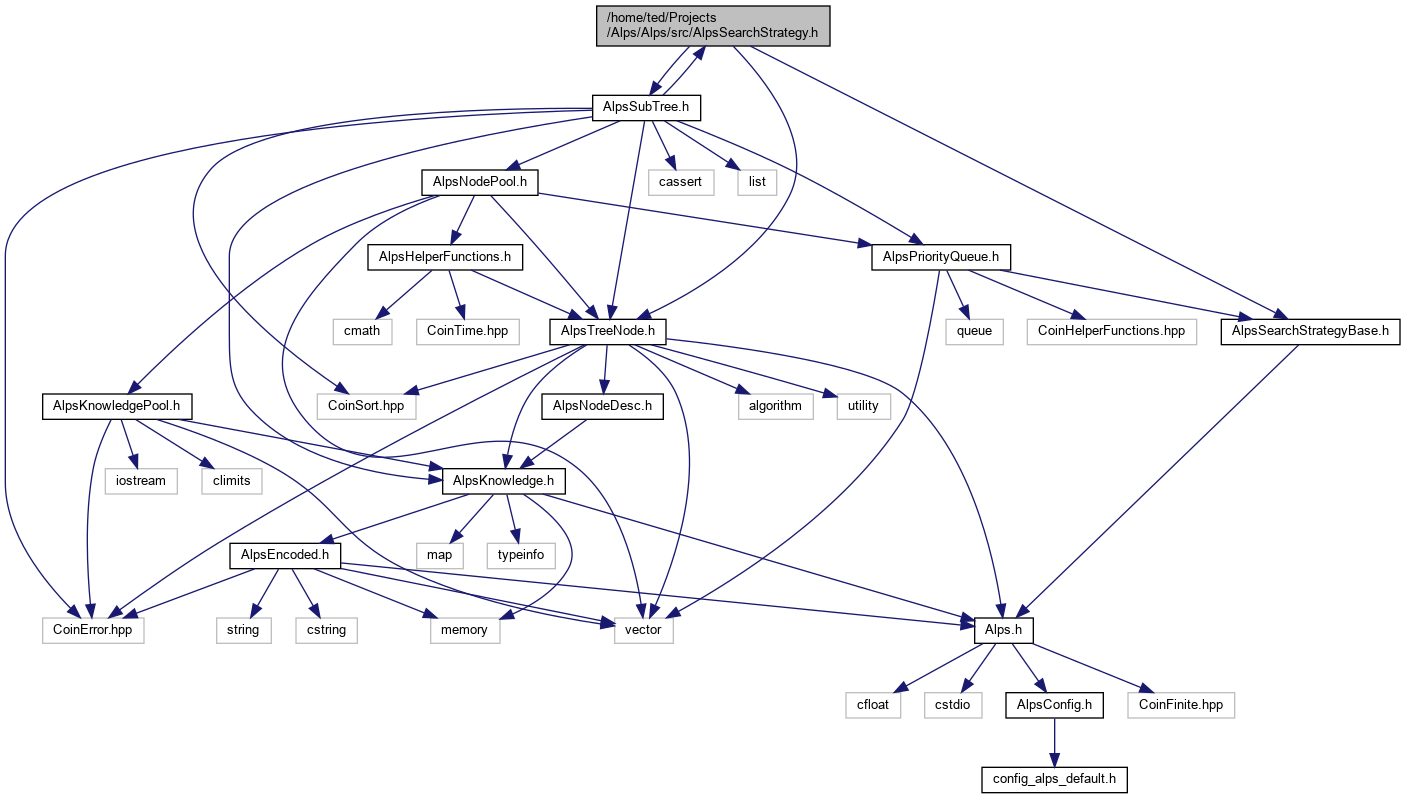 /home/ted/Projects
/Alps/Alps/src/AlpsSearchStrategy.h
AlpsSubTree.h
AlpsNodePool.h
cassert
list
AlpsHelperFunctions.h
AlpsPriorityQueue.h
cmath
CoinTime.hpp
AlpsTreeNode.h
queue
CoinHelperFunctions.hpp
AlpsSearchStrategyBase.h
AlpsKnowledgePool.h
CoinSort.hpp
AlpsNodeDesc.h
algorithm
utility
iostream
climits
AlpsKnowledge.h
AlpsEncoded.h
map
typeinfo
CoinError.hpp
string
cstring
memory
vector
Alps.h
cfloat
cstdio
AlpsConfig.h
CoinFinite.hpp
config_alps_default.h